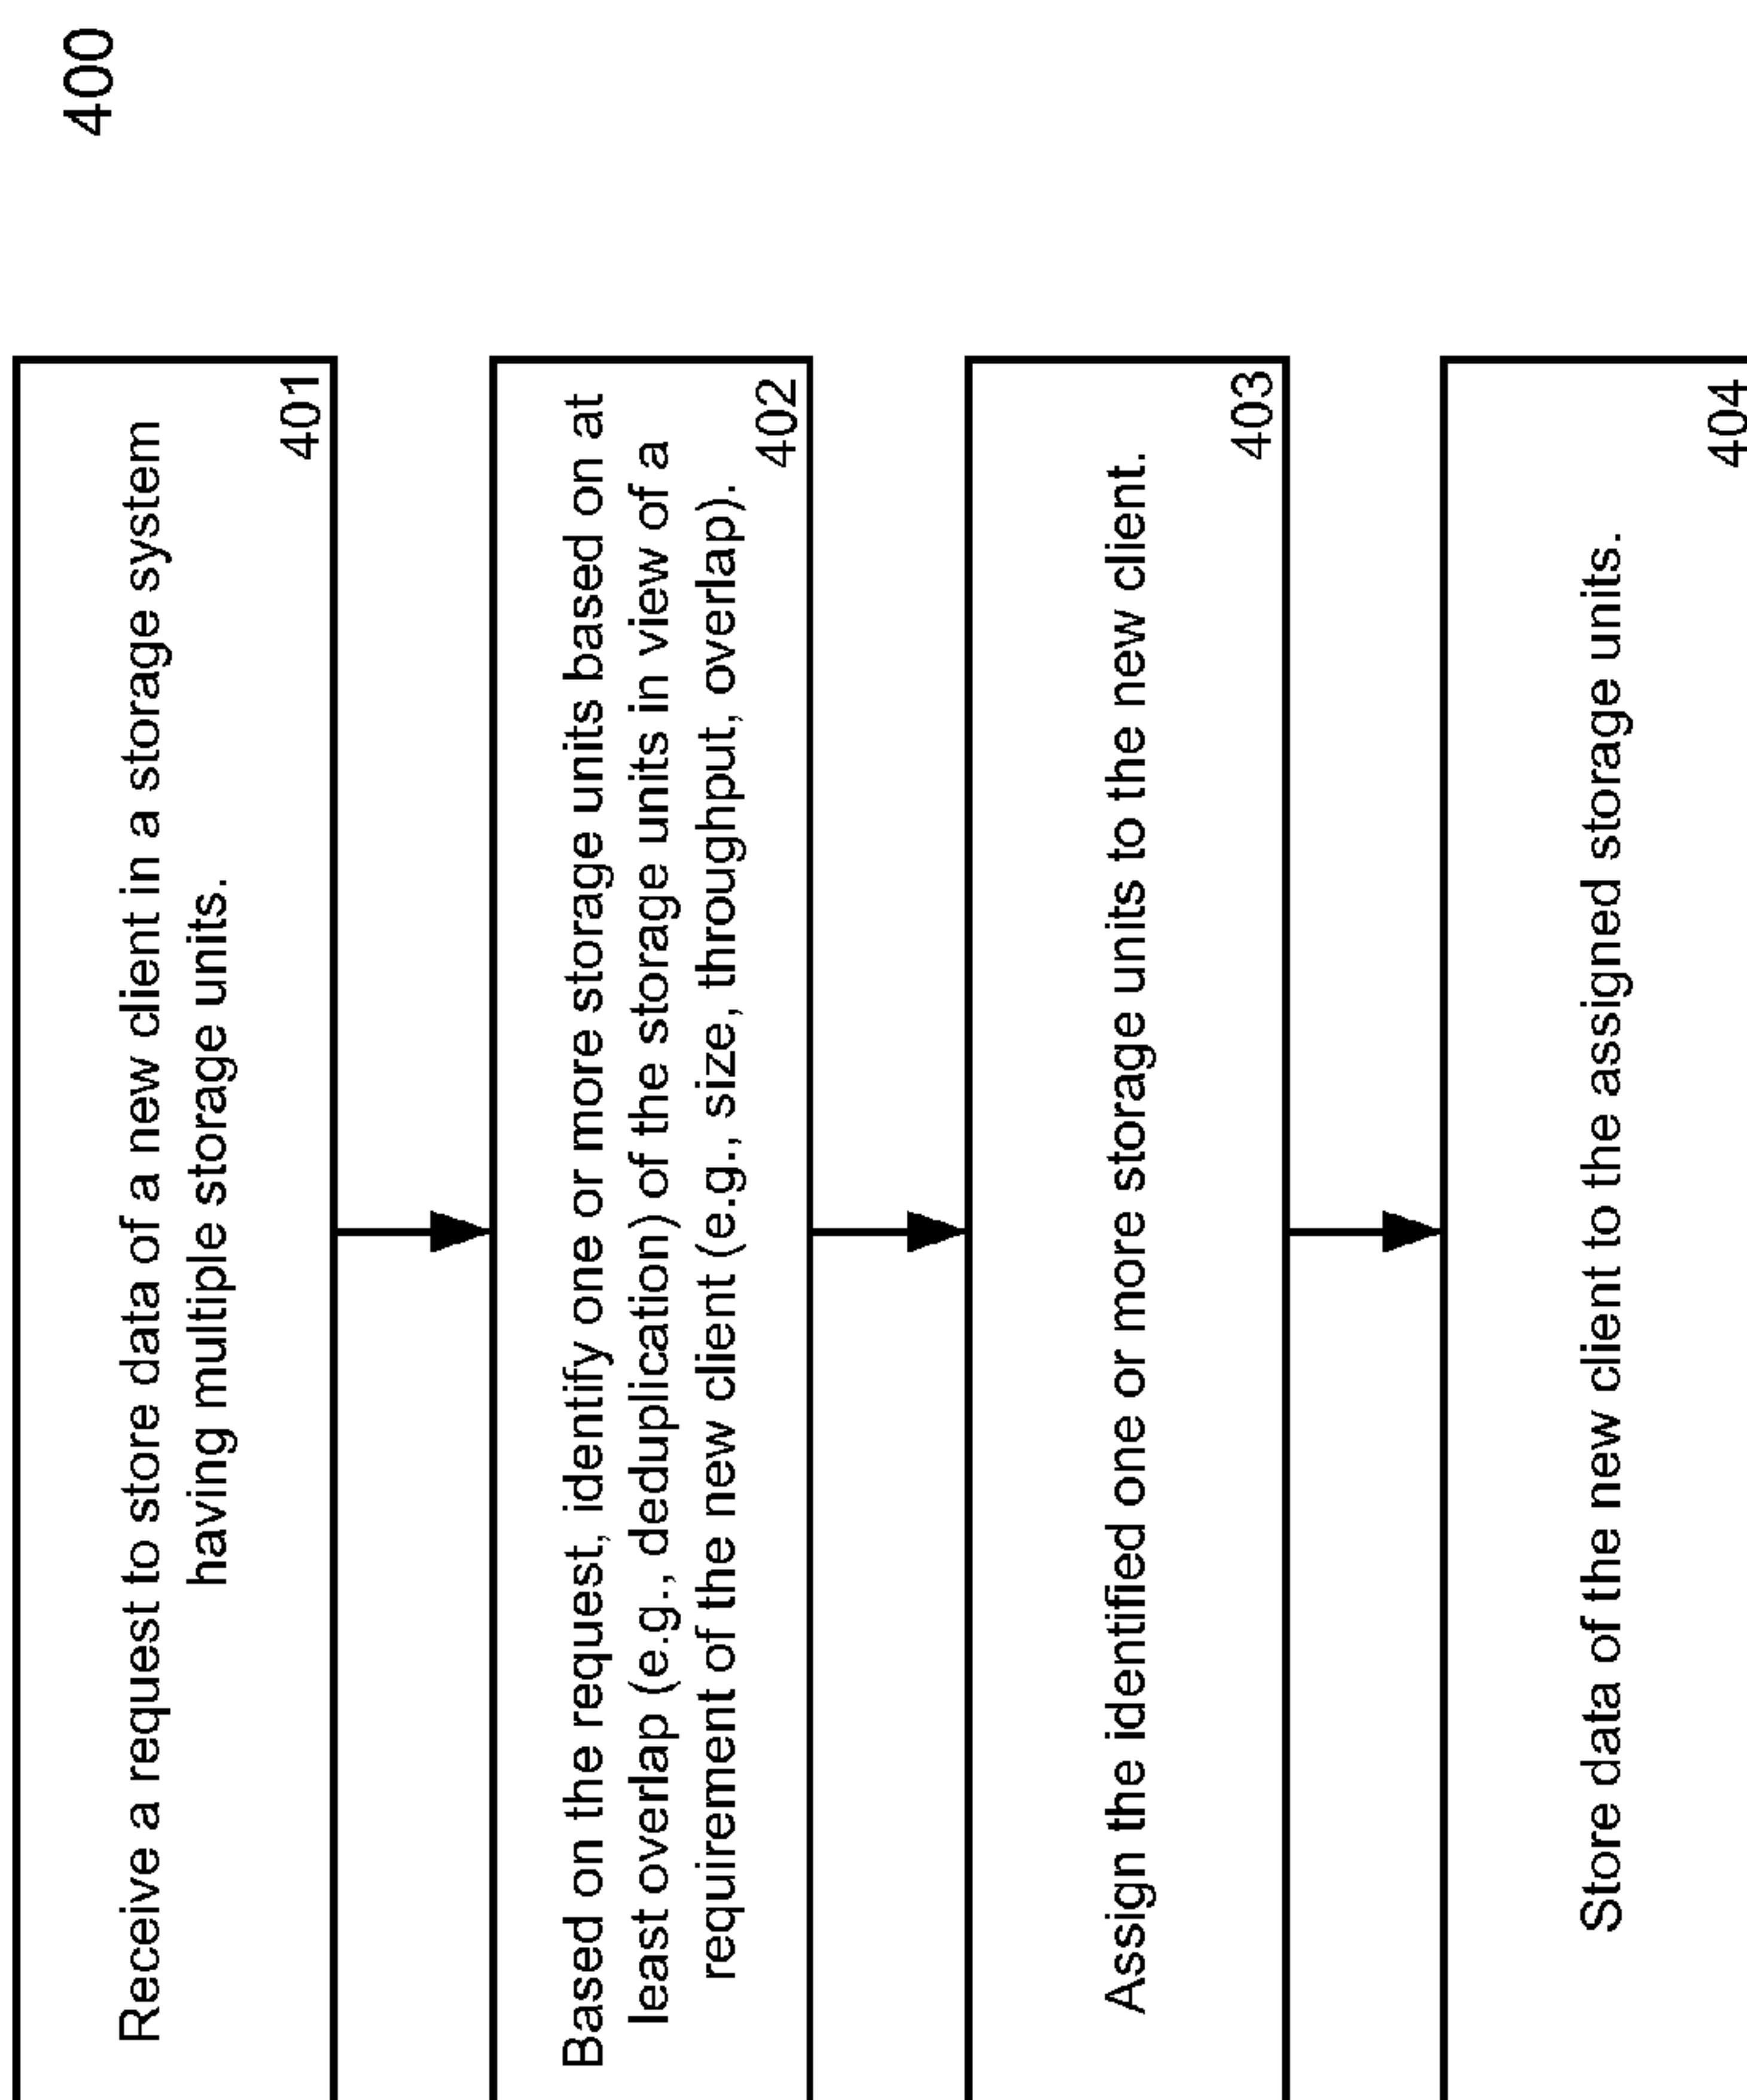 400
Receive a request to store data of a new client in a storage system
having multiple storage units.
401
Based on the request, identify one or more storage units based on at
least overlap (e.g., deduplication) of the storage units in view of a
requirement of the new client (e.g., size, throughput, overlap).
402
Assign the identified one or more storage units to the new client.
403
Store data of the new client to the assigned storage units.
404